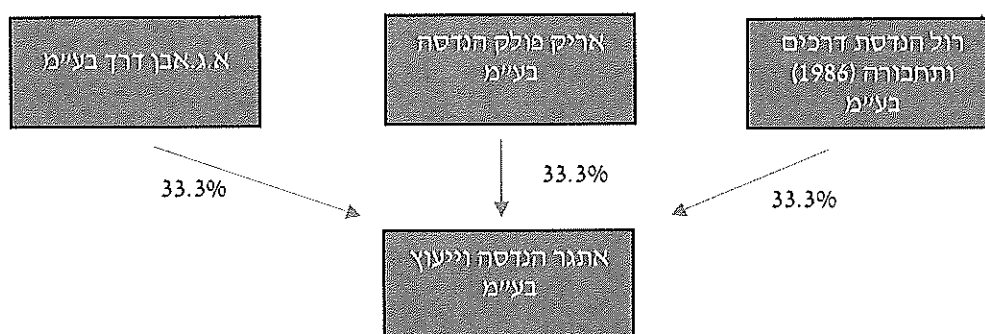 רול הנדסת דרכים
ותחבורה (1986)
בע״מ
אריק פולק הנדסה
בע״מ
א.ג.אבן דרך בע״מ
33.3%
33.3%
33.3%
אתגר הנדסה וייעוץ
בע״מ